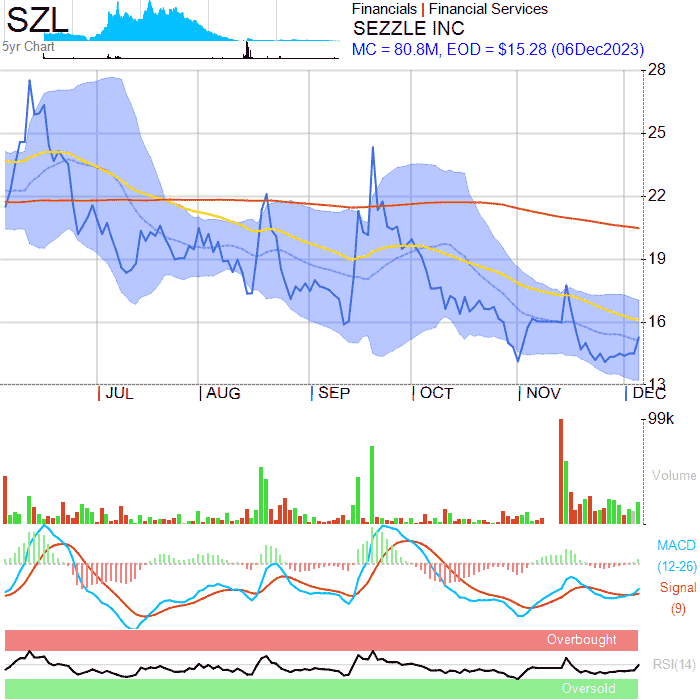 SZL
5yr Chart
Financials | Financial Services
SEZZLE INC
MC = 80.8M, EOD = $15.28 (06Dec2023)
28
25
22
19
16
13
JUL
AUG
SEP
OCT
NOV
DEC
99k
Volume
MACD
(12-26)
Signal
(9)
Overbought
RSI(14)
Oversold